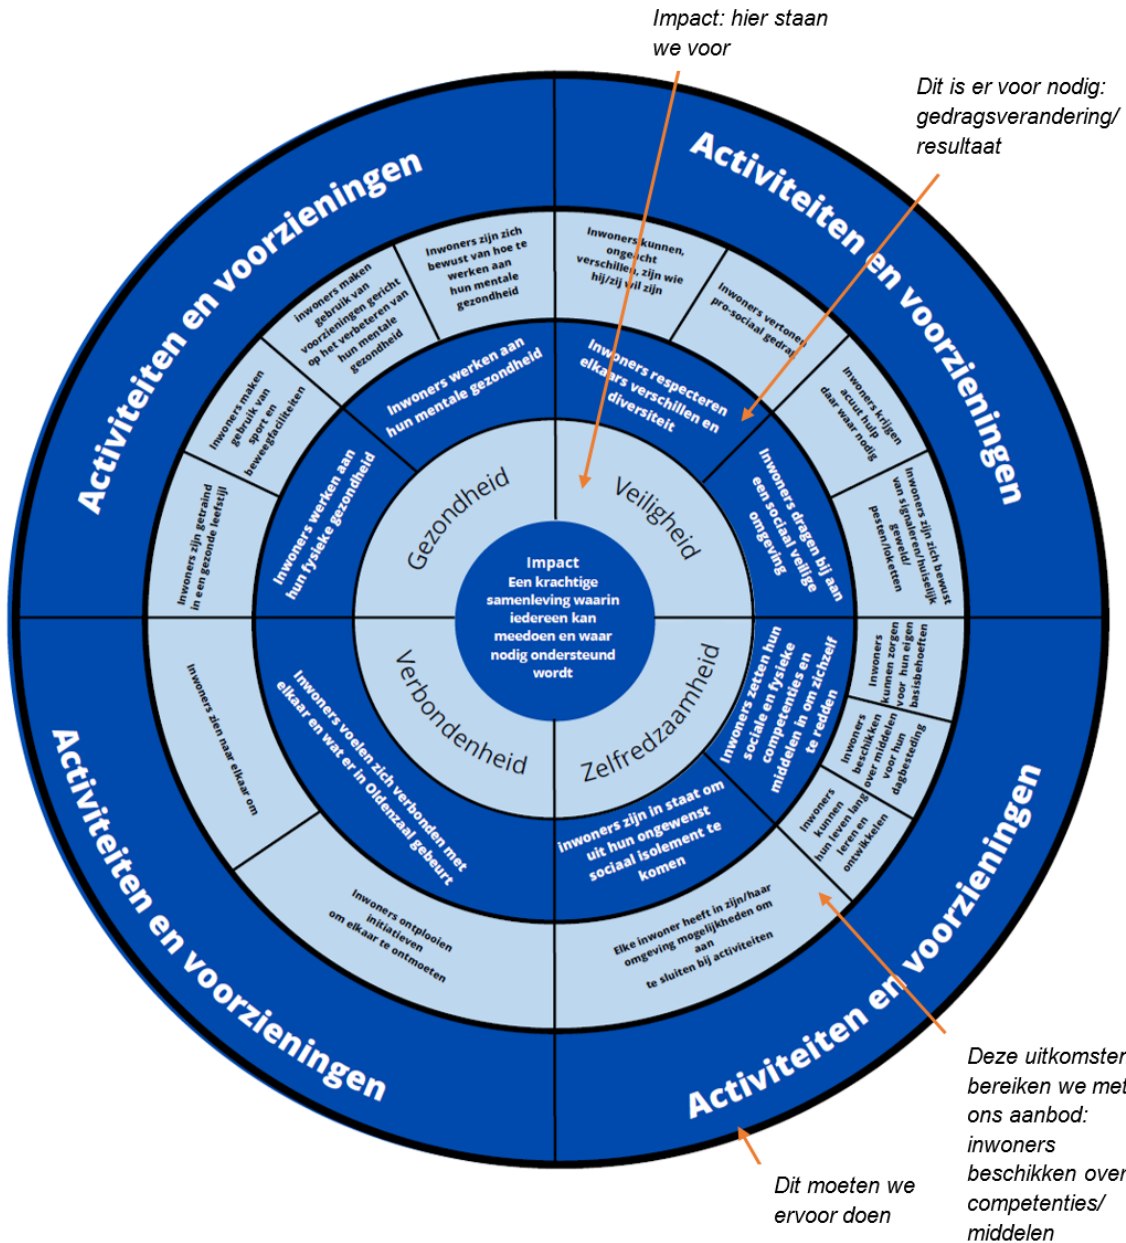 Impact: hier staan
we voor
Dit is er voor nodig:
gedragsverandering/
resultaat
Activiteiten en voorzieningen
Activiteiten en voorzieningen
Inwoners zijn zich
bewust van hoe te
werken aan
hun mentale
gezondheid
Inwoners kunnen,
ongeacht
verschillen, zijn wie
hij/zij wil zijn
inwoners maken
gebruik van
voorzieningen gericht
op het verbeteren van
hun mentale
gezondheid
Inwoners vertonen
pro-sociaal gedrag
Inwoners maken
gebruik van
sport en
beweegfaciliteiten
Inwoners krijgen
acuut hulp
daar waar nodig
Inwoners zijn getraind
in een gezonde leefstijl
Inwoners zijn zich bewust
van signaleren/huiselijk
geweld/
pesten/loketten
Inwoners werken aan
hun mentale gezondheid
Inwoners respecteren
elkaars verschillen en
diversiteit
Inwoners werken aan
hun fysieke gezondheid
Inwoners dragen bij aan
een sociaal veilige
omgeving
Gezondheid
Veiligheid
Impact
Een krachtige
samenleving waarin
iedereen kan
meedoen en waar
nodig ondersteund
wordt
Verbondenheid
Zelfredzaamheid
Inwoners voelen zich verbonden met
elkaar en wat er in Oldenzaal gebeurt
Inwoners zetten hun
sociale en fysieke
competenties en
middelen in om zichzelf
te redden
inwoners zijn in staat om
uit hun ongewenst
sociaal isolement te
komen
Inwoners zien naar elkaar om
Inwoners
kunnen zorgen
voor hun eigen
basisbehoeften
Inwoners
beschikken
over middelen
voor hun
dagbesteding
Inwoners
kunnen
hun leven lang
leren en
ontwikkelen
Inwoners ontplooien
initiatieven
om elkaar te ontmoeten
Elke inwoner heeft in zijn/haar
omgeving mogelijkheden om
aan
te sluiten bij activiteiten
Activiteiten en voorzieningen
Activiteiten en voorzieningen
Deze uitkomsten
bereiken we met
ons aanbod:
inwoners
beschikken over
competenties/
middelen
Dit moeten we
ervoor doen